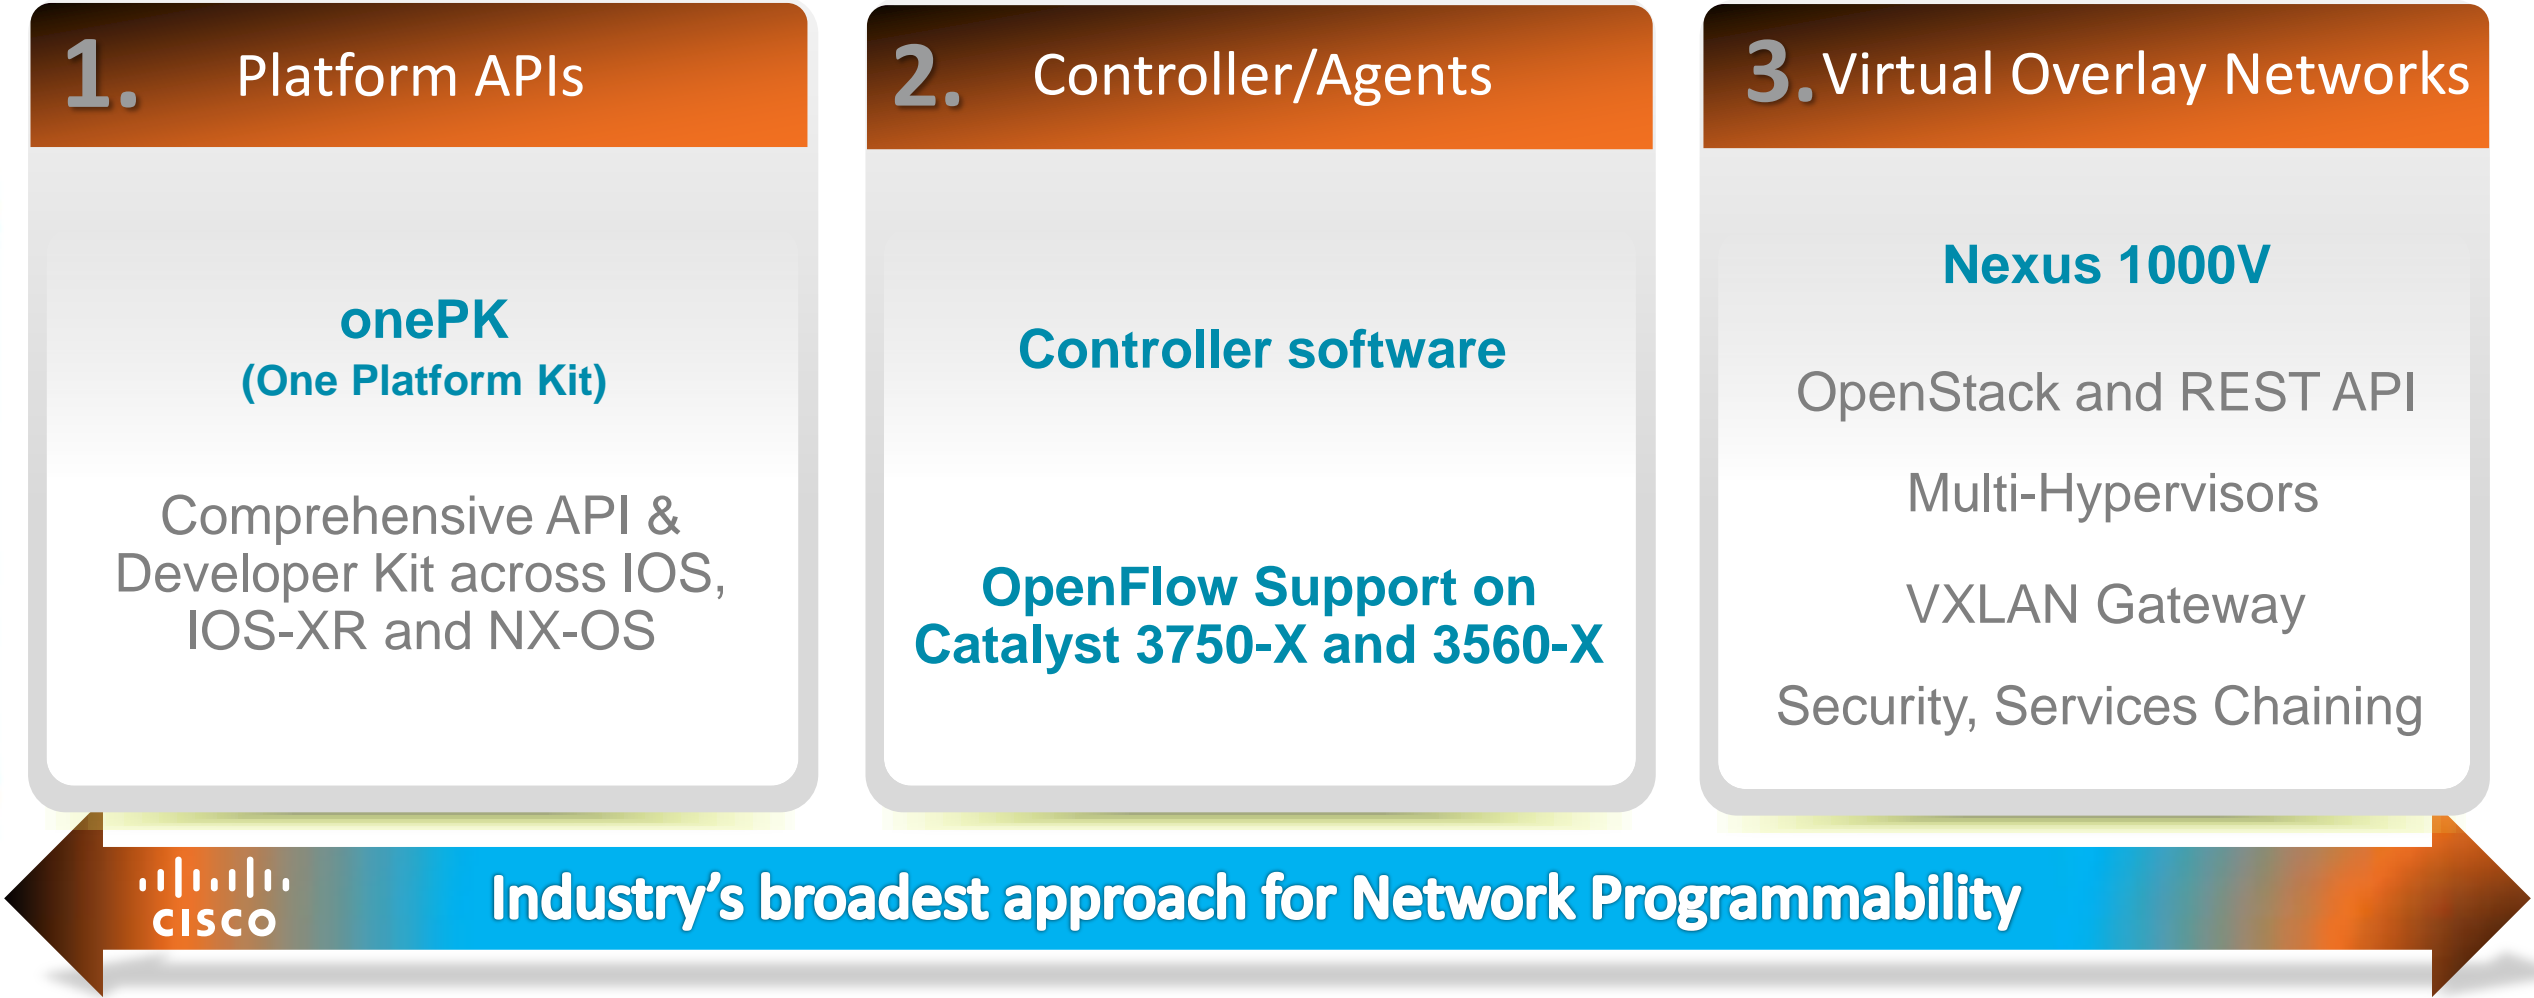 1. Platform APIs
onePK
(One Platform Kit)
Comprehensive API &
Developer Kit across IOS,
IOS-XR and NX-OS
2. Controller/Agents
Controller software
OpenFlow Support on
Catalyst 3750-X and 3560-X
3. Virtual Overlay Networks
Nexus 1000V
OpenStack and REST API
Multi-Hypervisors
VXLAN Gateway
Security, Services Chaining
CISCO
Industry’s broadest approach for Network Programmability